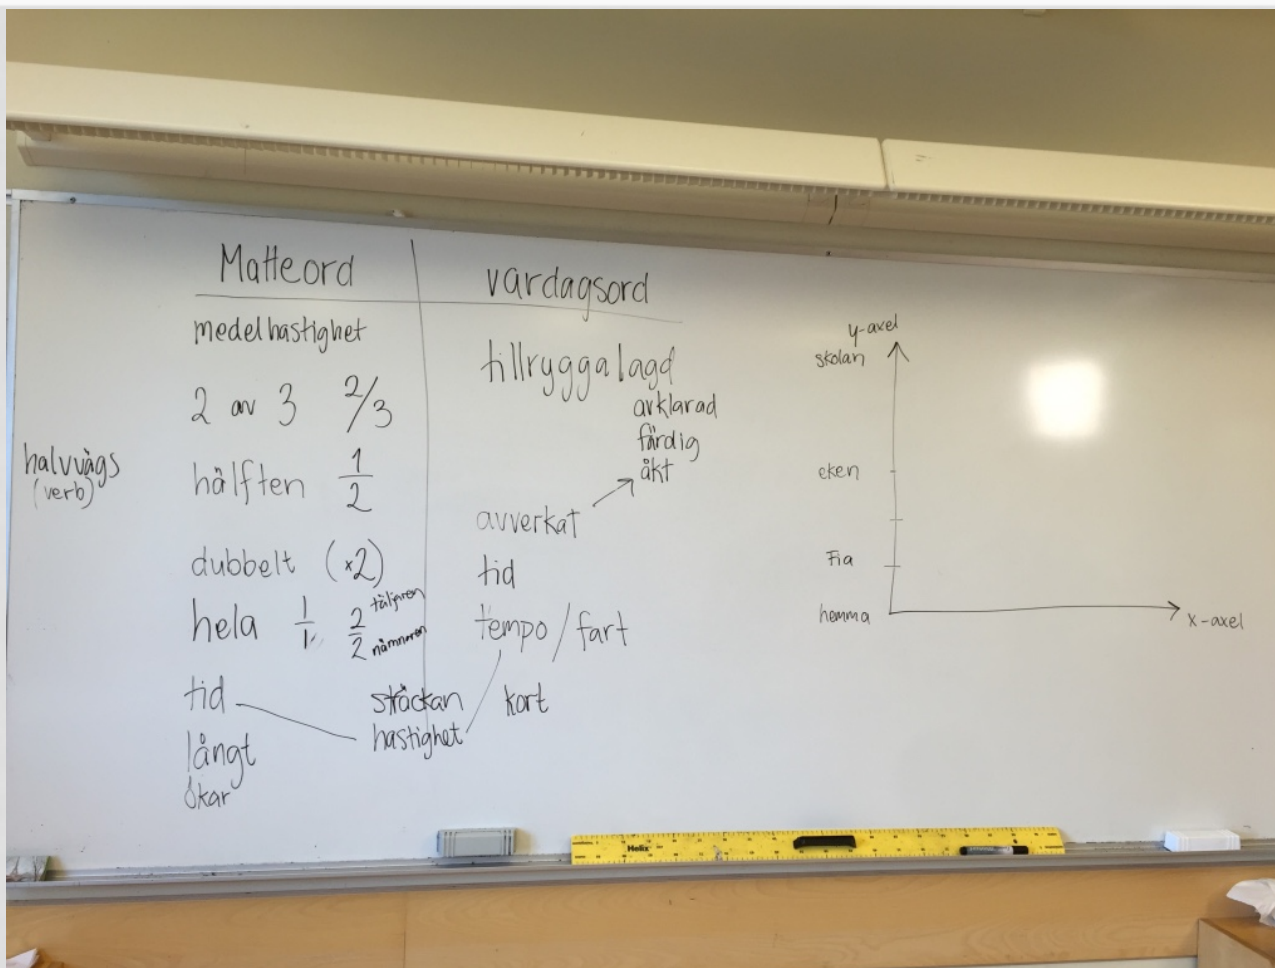 Matteord
vardagsord
medelhastighet
2 av 3 2/3
halvvägs
(verb)
hälften 1/2
dubbelt (×2)
hela 1/1 2/2 täljaren
nämnaren
tid
långt
ökar
sträckan
hastighet
tillryggalagd
avklarad
färdig
åkt
avverkat
tid
tempo / fart
kort
y-axel
skolan
eken
Fia
hemma
x-axel
Helix